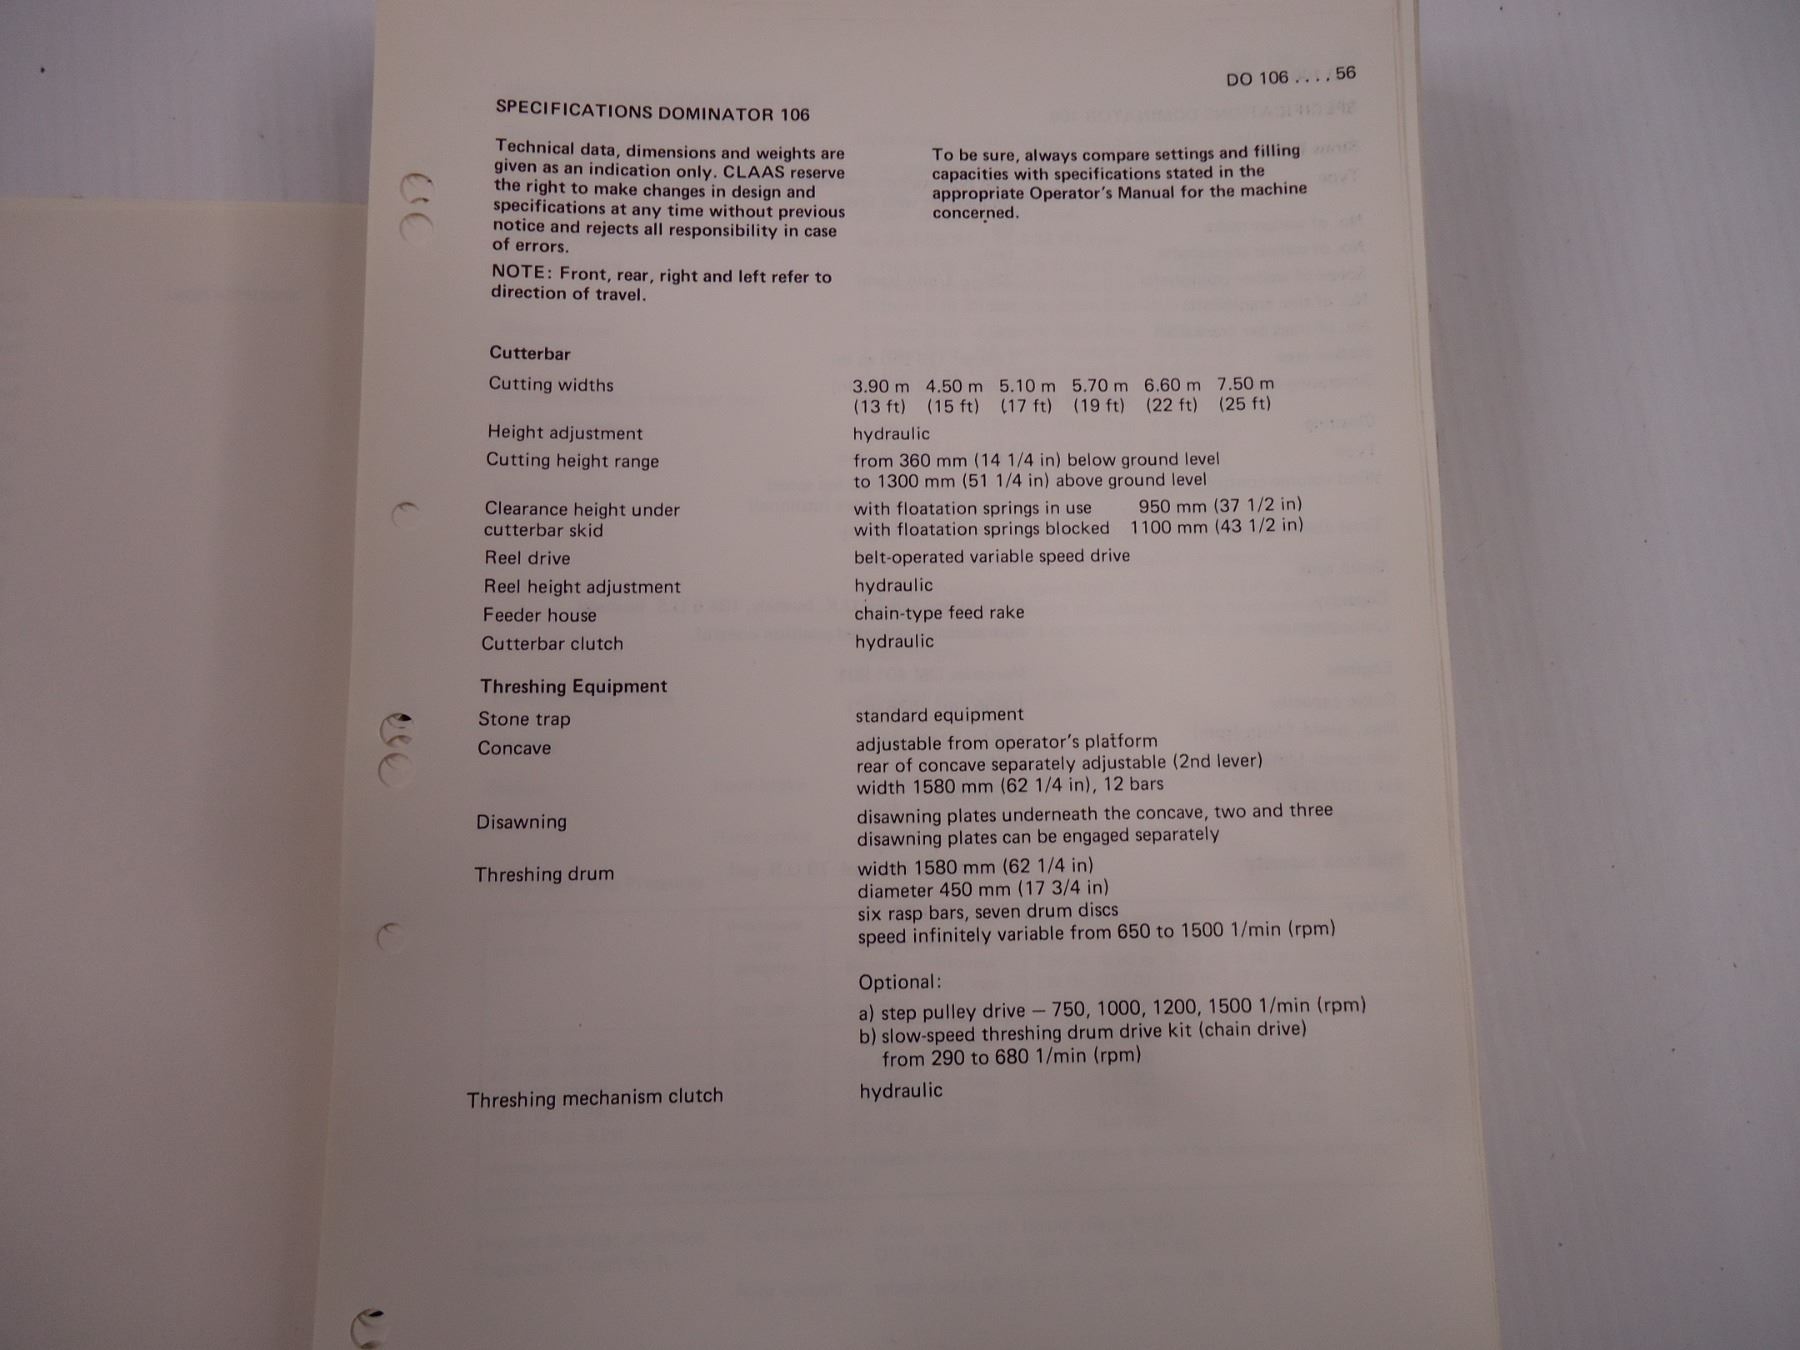 DO 106 . . . . 56
SPECIFICATIONS DOMINATOR 106
Technical data, dimensions and weights are
given as an indication only. CLAAS reserve
the right to make changes in design and
specifications at any time without previous
notice and rejects all responsibility in case
of errors.
NOTE: Front, rear, right and left refer to
direction of travel.
To be sure, always compare settings and filling
capacities with specifications stated in the
appropriate Operator's Manual for the machine
concerned.
Cutterbar
Cutting widths 3.90 m 4.50 m 5.10 m 5.70 m 6.60 m 7.50 m
(13 ft) (15 ft) (17 ft) (19 ft) (22 ft) (25 ft)
Height adjustment hydraulic
Cutting height range from 360 mm (14 1/4 in) below ground level
to 1300 mm (51 1/4 in) above ground level
Clearance height under with floatation springs in use 950 mm (37 1/2 in)
cutterbar skid with floatation springs blocked 1100 mm (43 1/2 in)
Reel drive belt-operated variable speed drive
Reel height adjustment hydraulic
Feeder house chain-type feed rake
Cutterbar clutch hydraulic
Threshing Equipment
Stone trap standard equipment
Concave adjustable from operator's platform
rear of concave separately adjustable (2nd lever)
width 1580 mm (62 1/4 in), 12 bars
Disawning disawning plates underneath the concave, two and three
disawning plates can be engaged separately
Threshing drum width 1580 mm (62 1/4 in)
diameter 450 mm (17 3/4 in)
six rasp bars, seven drum discs
speed infinitely variable from 650 to 1500 1/min (rpm)
Optional:
a) step pulley drive — 750, 1000, 1200, 1500 1/min (rpm)
b) slow-speed threshing drum drive kit (chain drive)
from 290 to 680 1/min (rpm)
Threshing mechanism clutch hydraulic